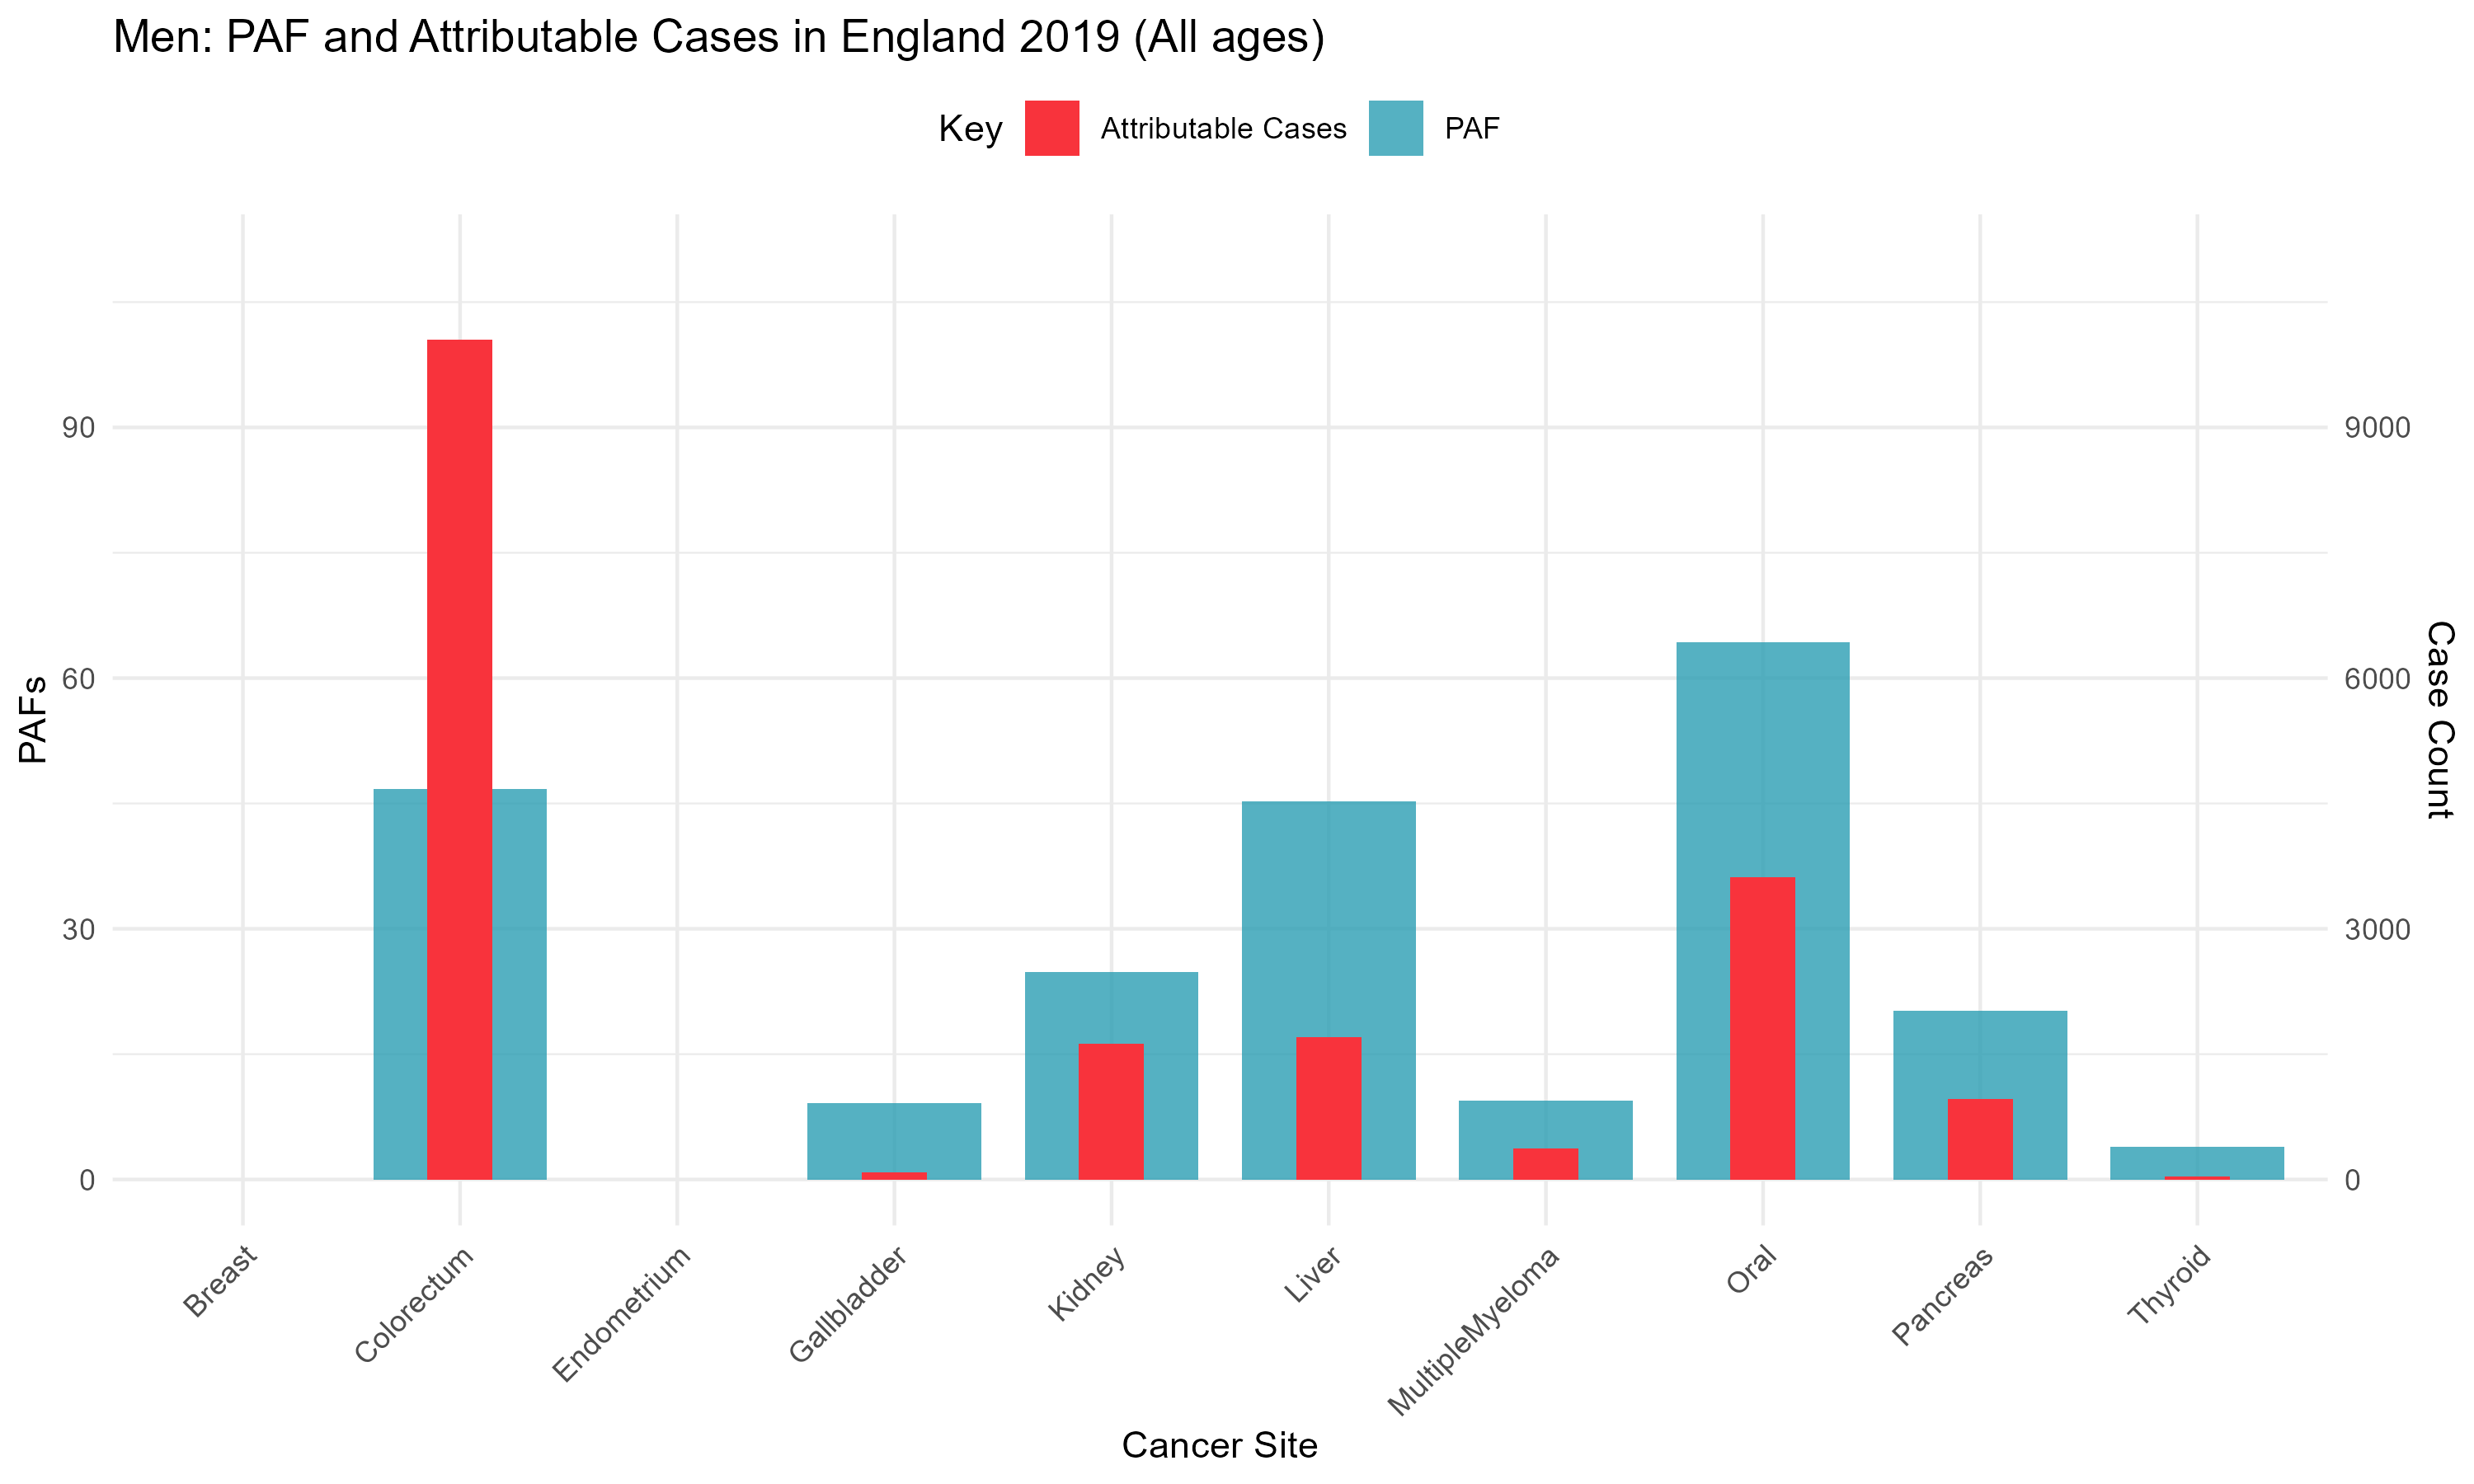 Men: PAF and Attributable Cases in England 2019 (All ages)
Key Attributable Cases PAF
90 9000
60 6000
30 3000
0 0
PAFs
Case Count
Breast Colorectum Endometrium Gallbladder Kidney Liver MultipleMyeloma Oral Pancreas Thyroid
Cancer Site